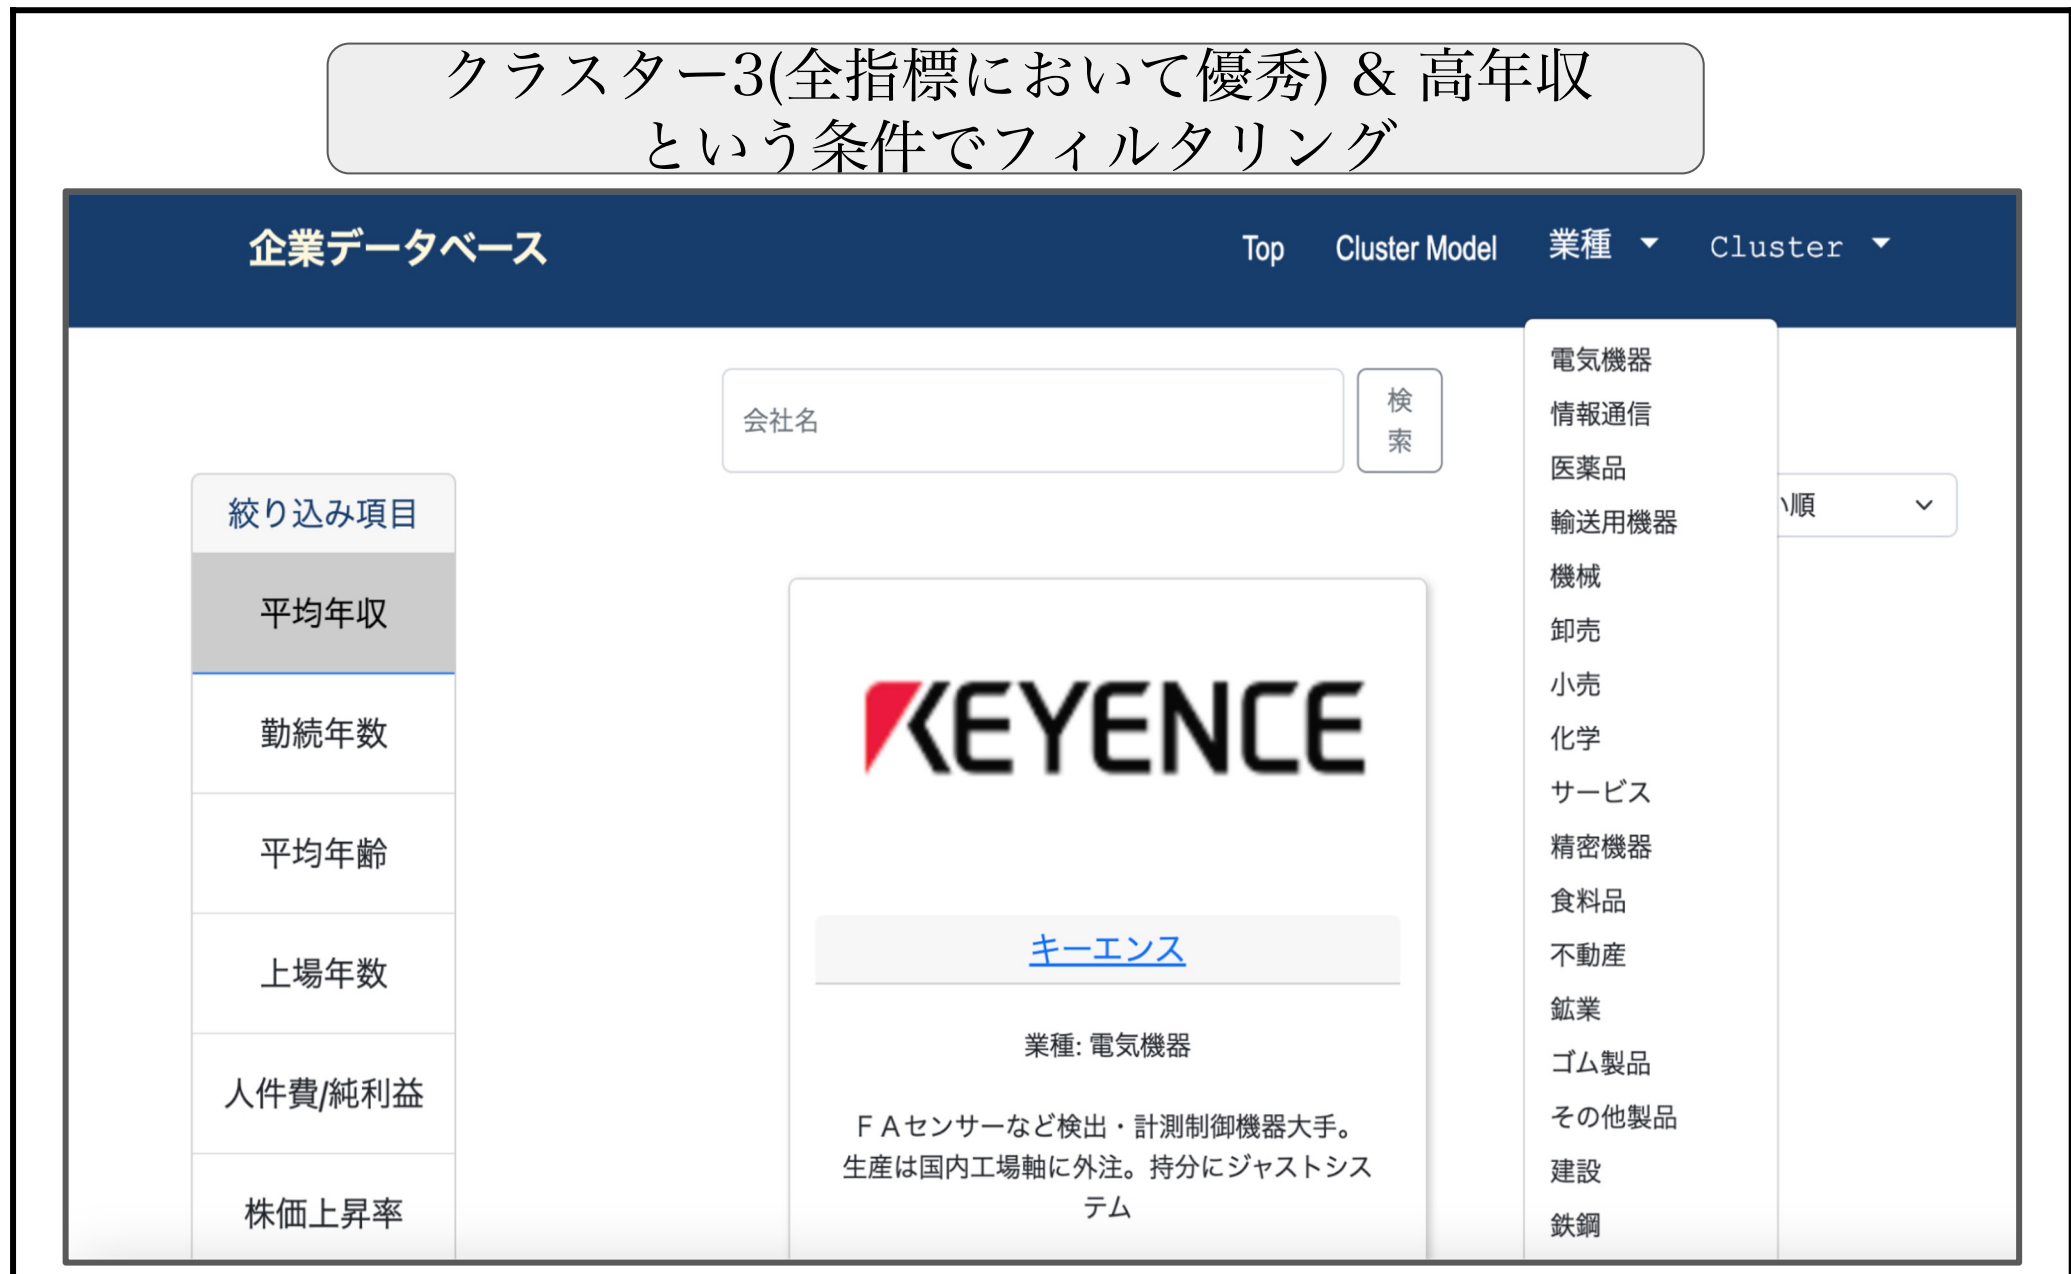 クラスター3(全指標において優秀) & 高年収
という条件でフィルタリング
企業データベース
Top
Cluster Model
業種
Cluster
会社名
検
索
い順
絞り込み項目
平均年収
勤続年数
平均年齢
上場年数
人件費/純利益
株価上昇率
KEYENCE
キーエンス
業種: 電気機器
ＦＡセンサーなど検出・計測制御機器大手。
生産は国内工場軸に外注。持分にジャストシス
テム
電気機器
情報通信
医薬品
輸送用機器
機械
卸売
小売
化学
サービス
精密機器
食料品
不動産
鉱業
ゴム製品
その他製品
建設
鉄鋼